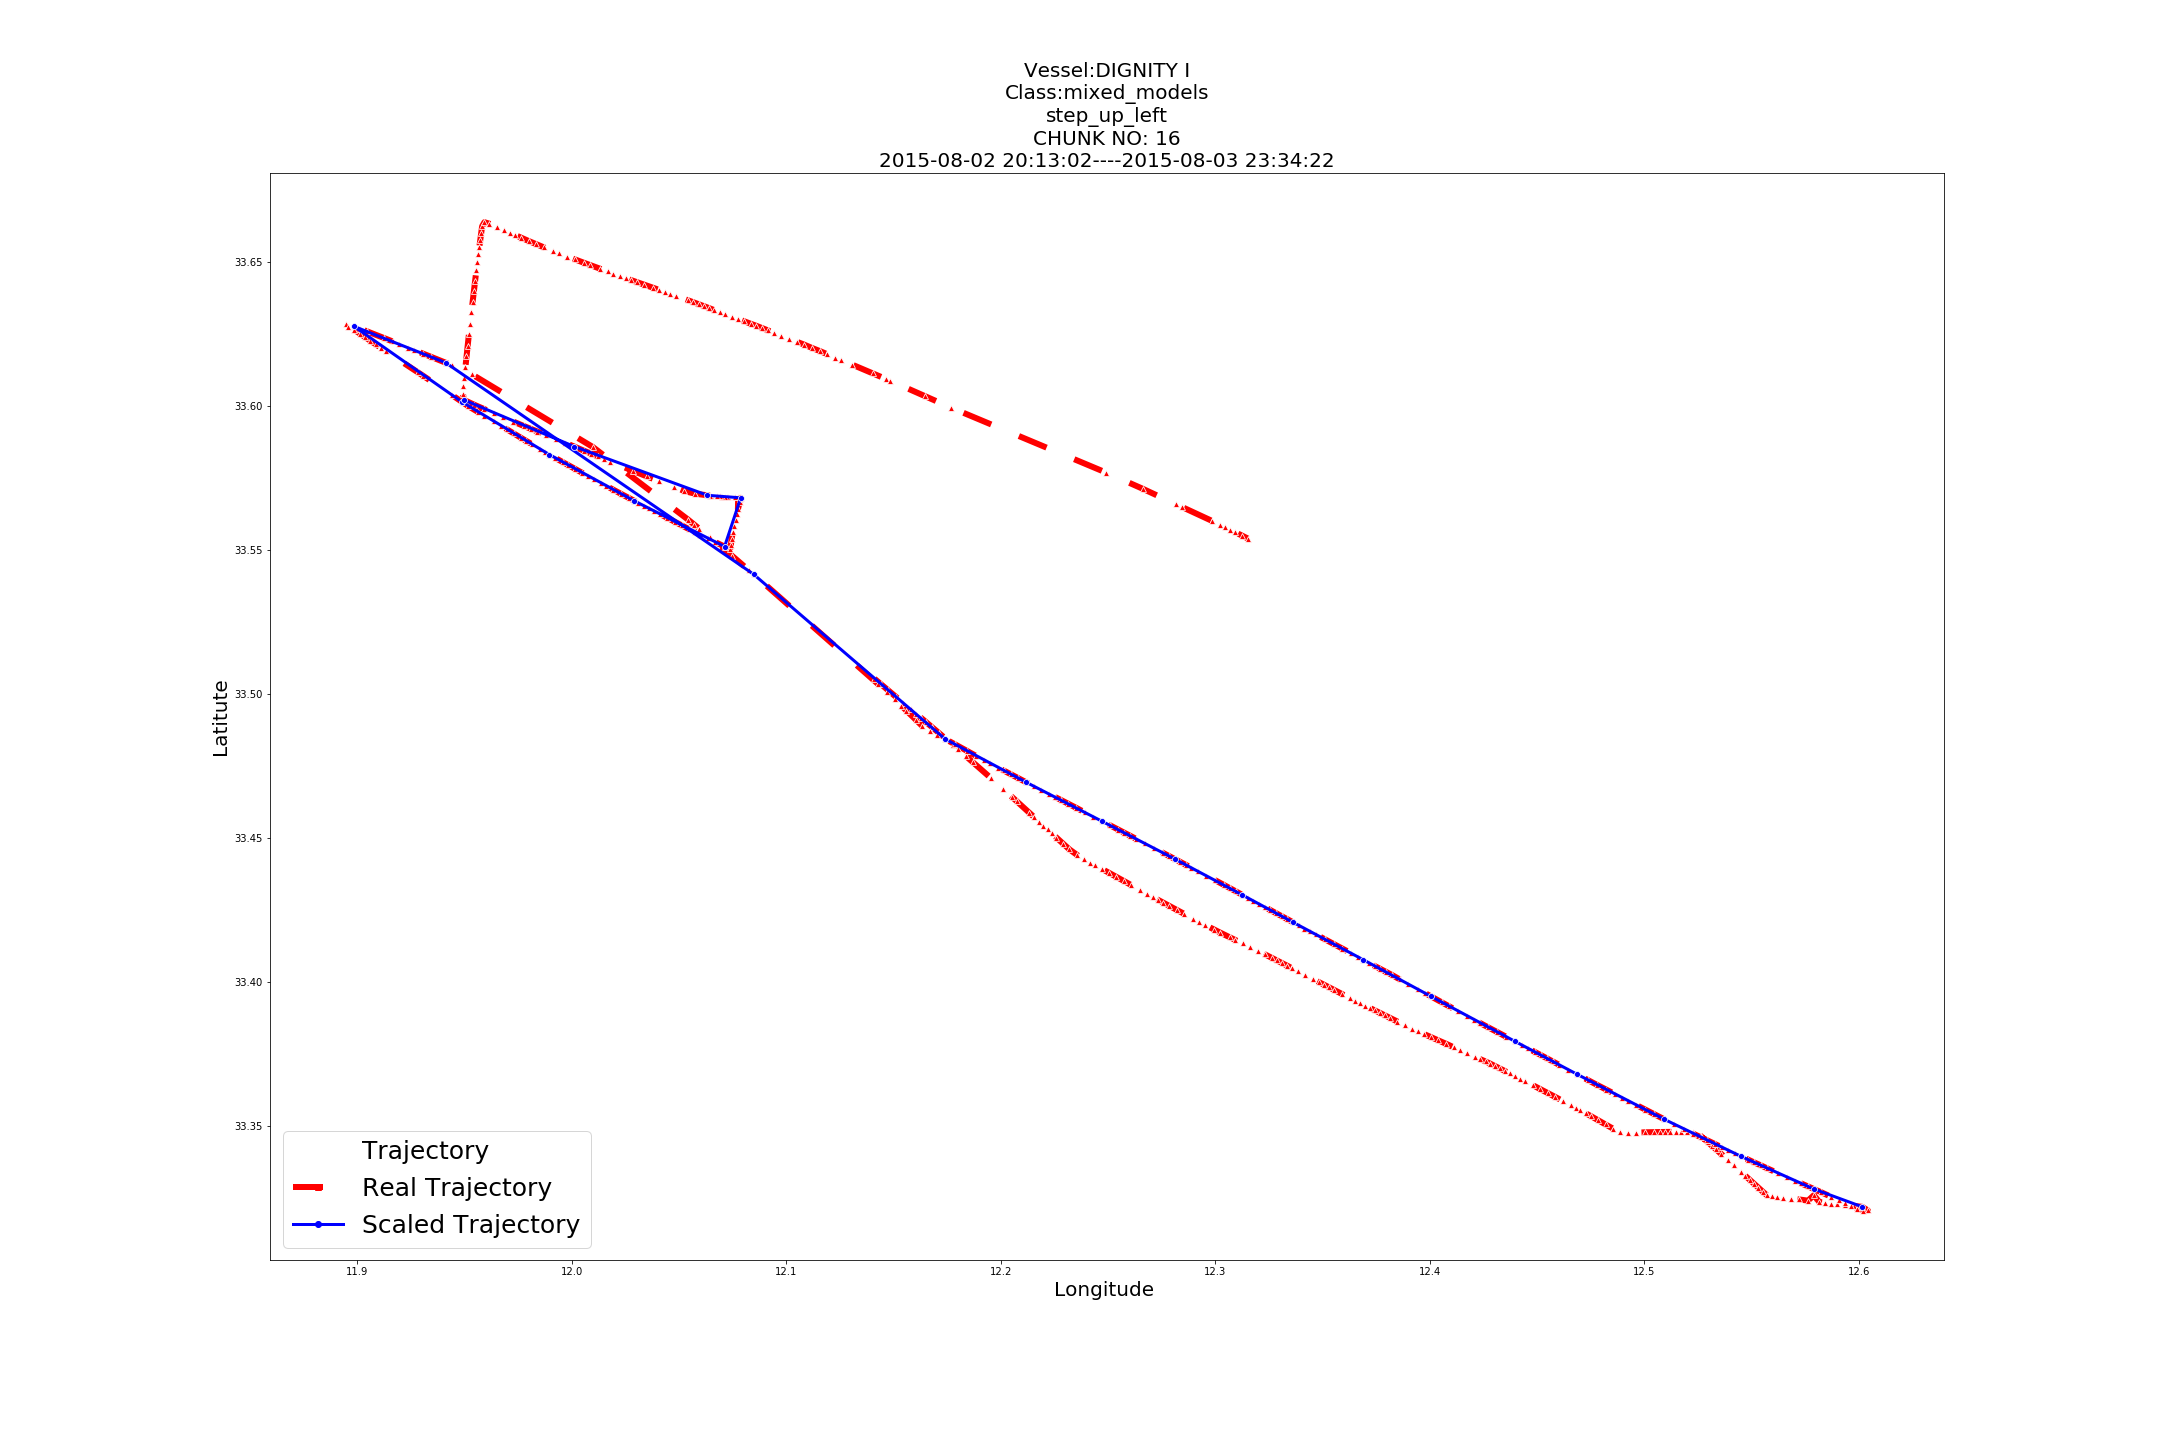 Vessel:DIGNITY I
Class:mixed_models
step_up_left
CHUNK NO: 16
2015-08-02 20:13:02----2015-08-03 23:34:22
Latitute
33.65
33.60
33.55
33.50
33.45
33.40
33.35
Trajectory
Real Trajectory
Scaled Trajectory
11.9 12.0 12.1 12.2 12.3 12.4 12.5 12.6
Longitude